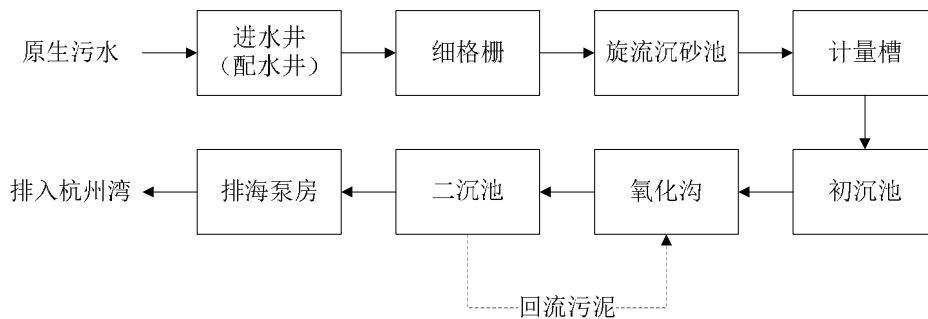 原生污水
进水井
（配水井）
细格栅
旋流沉砂池
计量槽
排入杭州湾
排海泵房
二沉池
氧化沟
初沉池
回流污泥